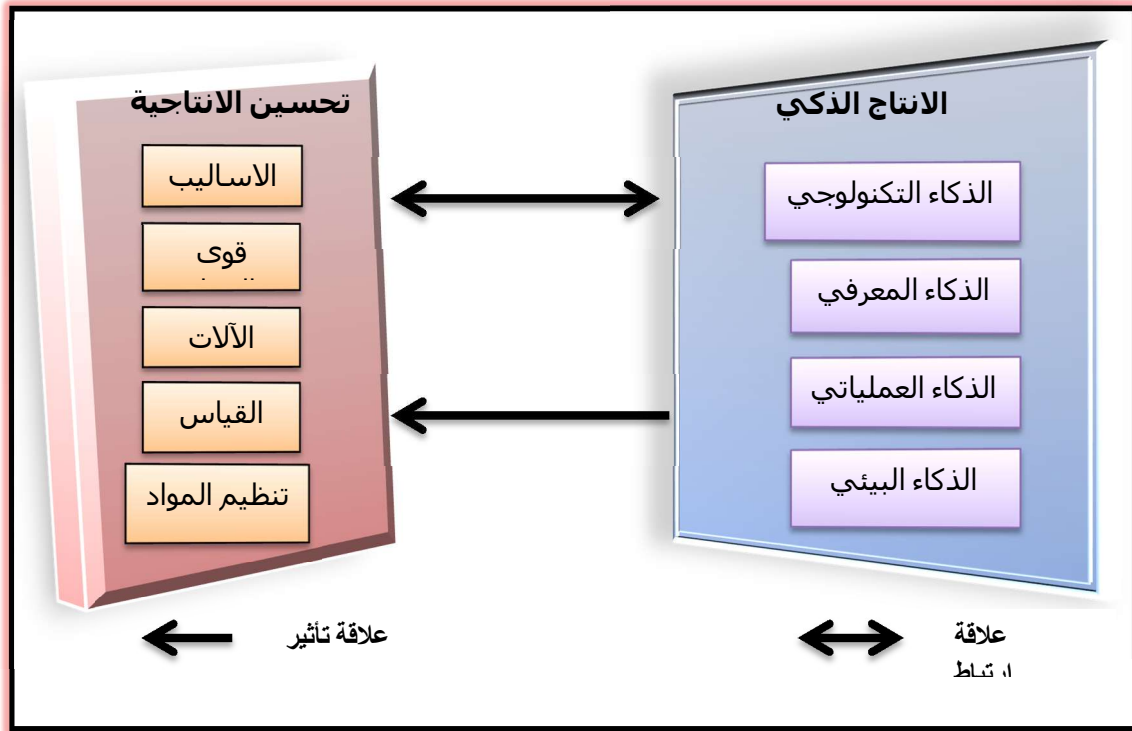 الانتاج الذكي
الذكاء التكنولوجي
الذكاء المعرفي
الذكاء العملياتي
الذكاء البيئي
تحسين الانتاجية
الاساليب
قوى
الآلات
القياس
تنظيم المواد
علاقة
ارتباط
علاقة تأثير